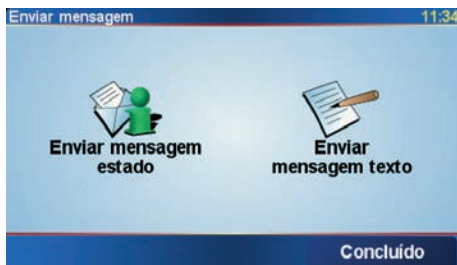 Enviar mensagem
11:34
Enviar mensagem
estado
Enviar
mensagem texto
Concluído